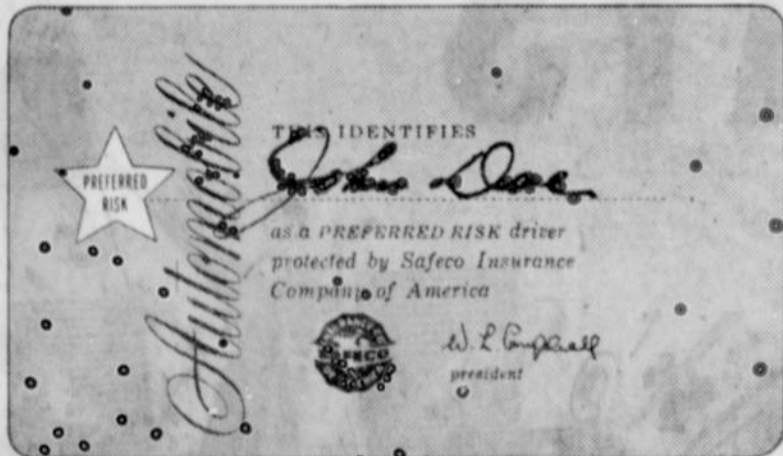 PREFERRED
RISK
Automobile
THIS IDENTIFIES
John Doe
as a PREFERRED RISK driver
protected by Safeco Insurance
Company of America
SAFECO
W. L. Campbell
president